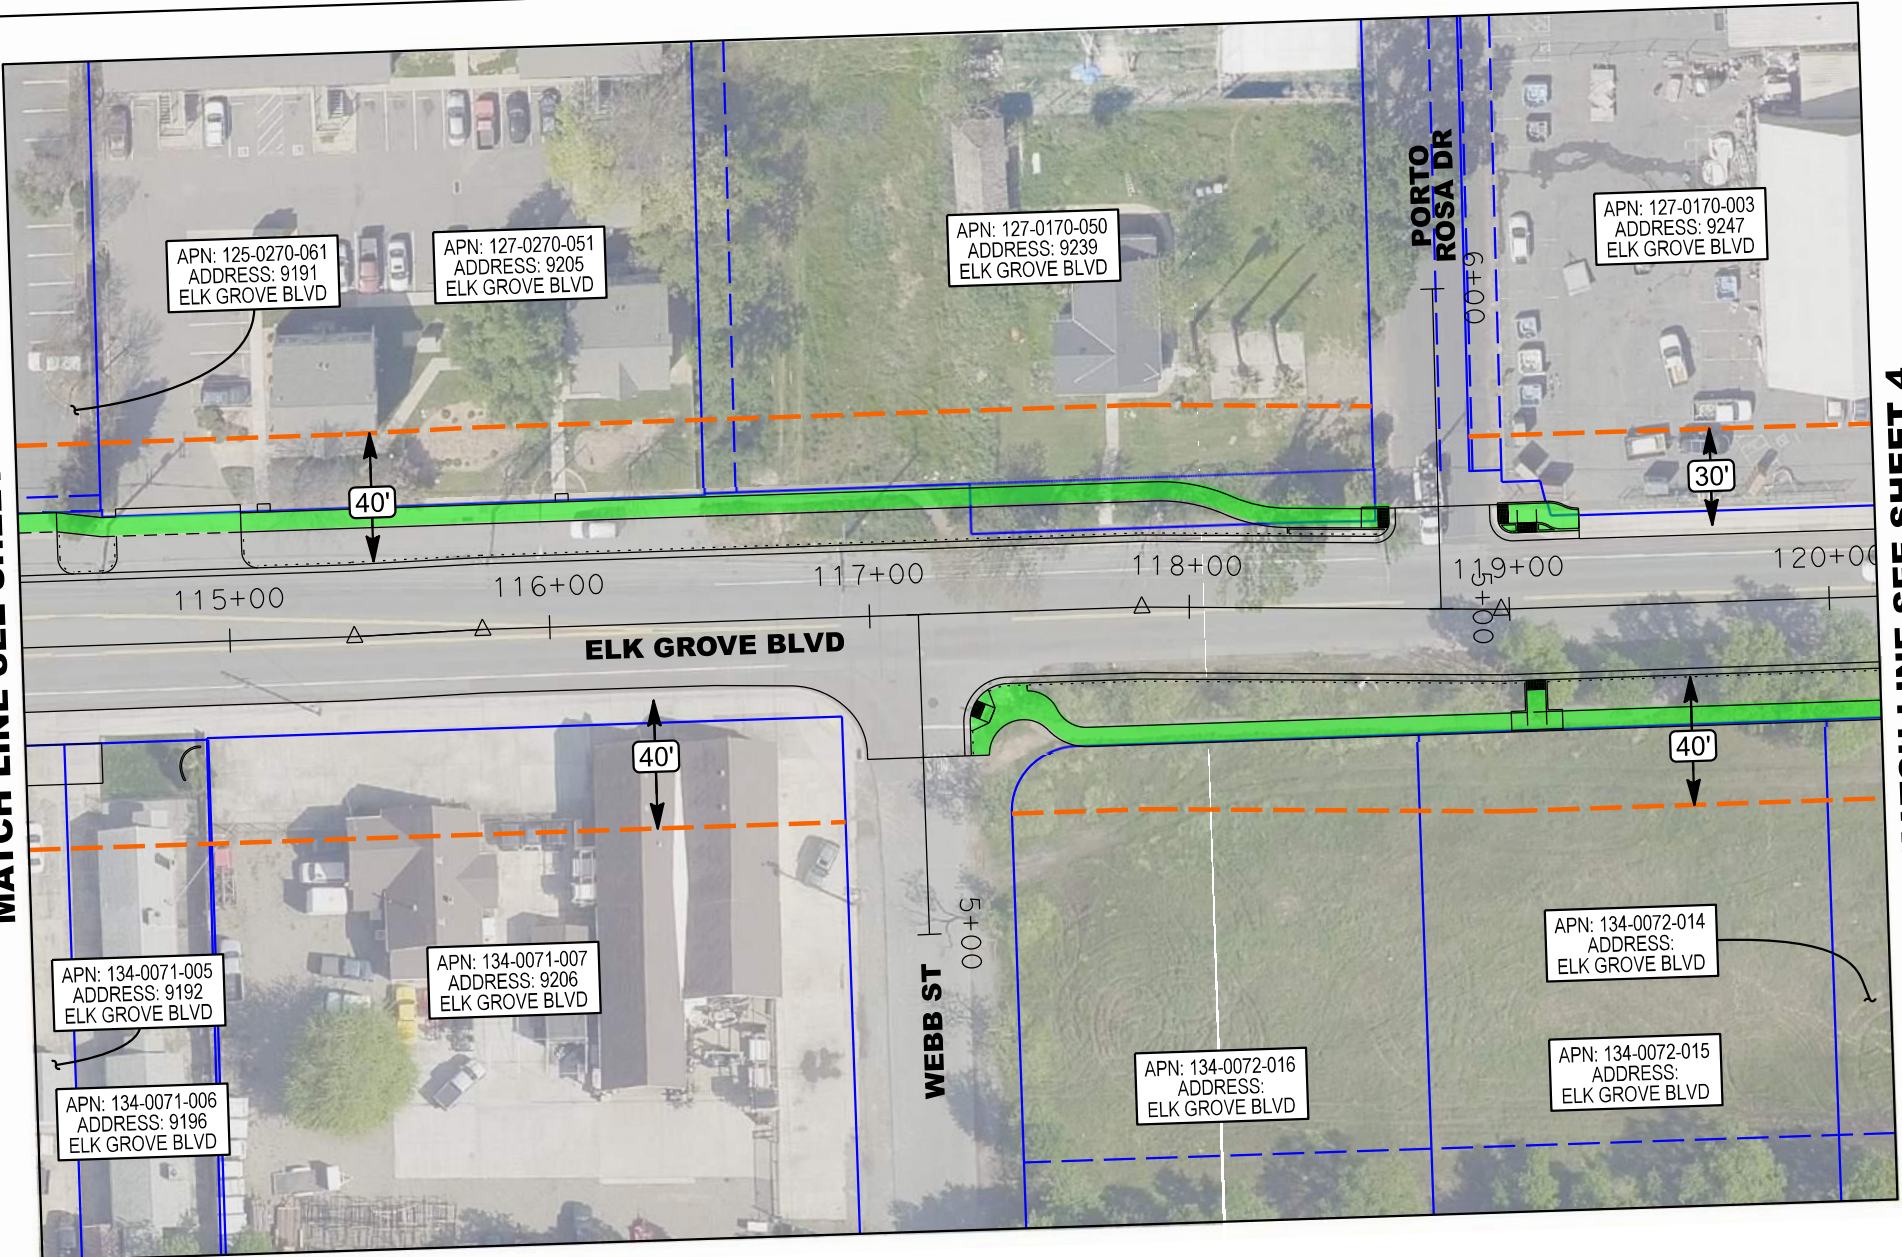 APN: 125-0270-061
ADDRESS: 9191
ELK GROVE BLVD
APN: 127-0270-051
ADDRESS: 9205
ELK GROVE BLVD
APN: 127-0170-050
ADDRESS: 9239
ELK GROVE BLVD
PORTO
ROSA DR
6+00
APN: 127-0170-003
ADDRESS: 9247
ELK GROVE BLVD
40'
30'
115+00
116+00
117+00
118+00
119+00
120+00
5+00
ELK GROVE BLVD
40'
40'
5+00
WEBB ST
APN: 134-0071-005
ADDRESS: 9192
ELK GROVE BLVD
APN: 134-0071-006
ADDRESS: 9196
ELK GROVE BLVD
APN: 134-0071-007
ADDRESS: 9206
ELK GROVE BLVD
APN: 134-0072-016
ADDRESS:
ELK GROVE BLVD
APN: 134-0072-014
ADDRESS:
ELK GROVE BLVD
APN: 134-0072-015
ADDRESS:
ELK GROVE BLVD
MATCH LINE SEE SHEET
MATCH LINE SEE SHEET 4